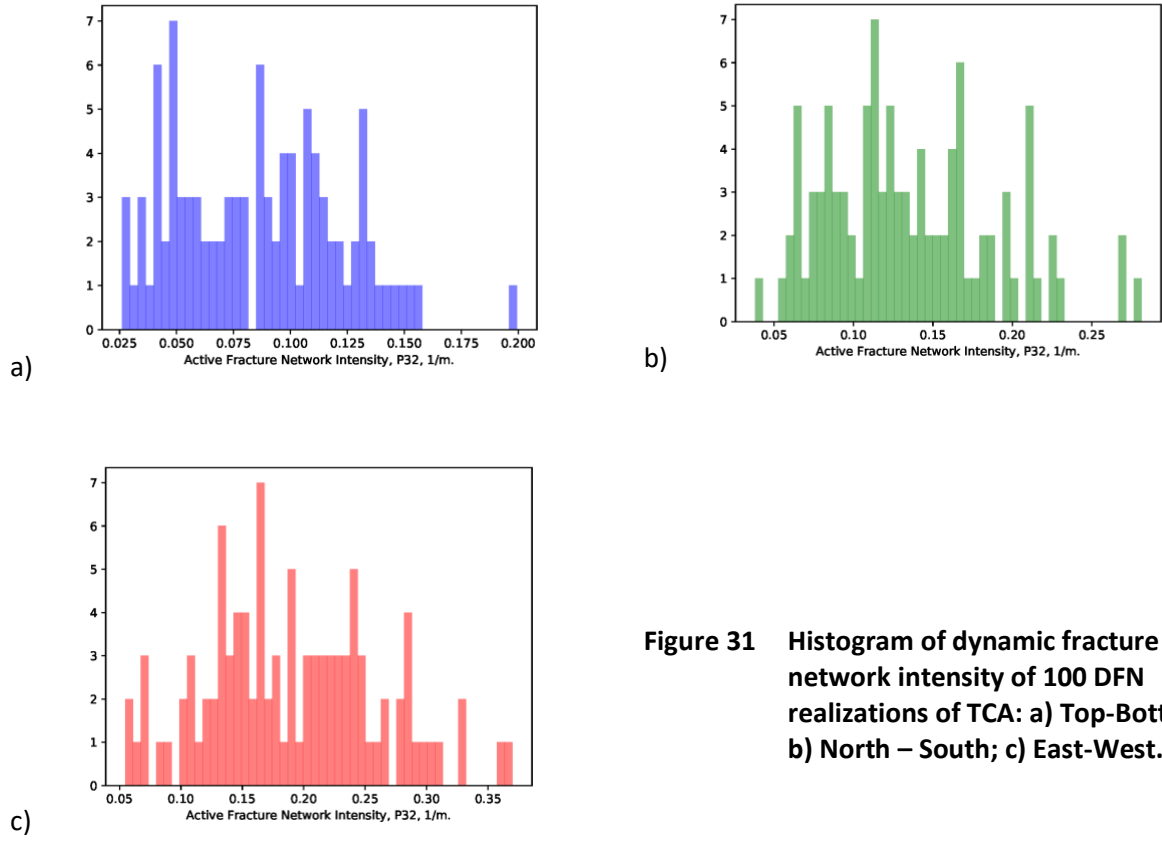 7
6
5
4
3
2
1
0
0.025 0.050 0.075 0.100 0.125 0.150 0.175 0.200
Active Fracture Network Intensity, P32, 1/m.
a)
7
6
5
4
3
2
1
0
0.05 0.10 0.15 0.20 0.25
Active Fracture Network Intensity, P32, 1/m.
b)
7
6
5
4
3
2
1
0
0.05 0.10 0.15 0.20 0.25 0.30 0.35
Active Fracture Network Intensity, P32, 1/m.
c)
Figure 31 Histogram of dynamic fracture
network intensity of 100 DFN
realizations of TCA: a) Top-Bott
b) North – South; c) East-West.